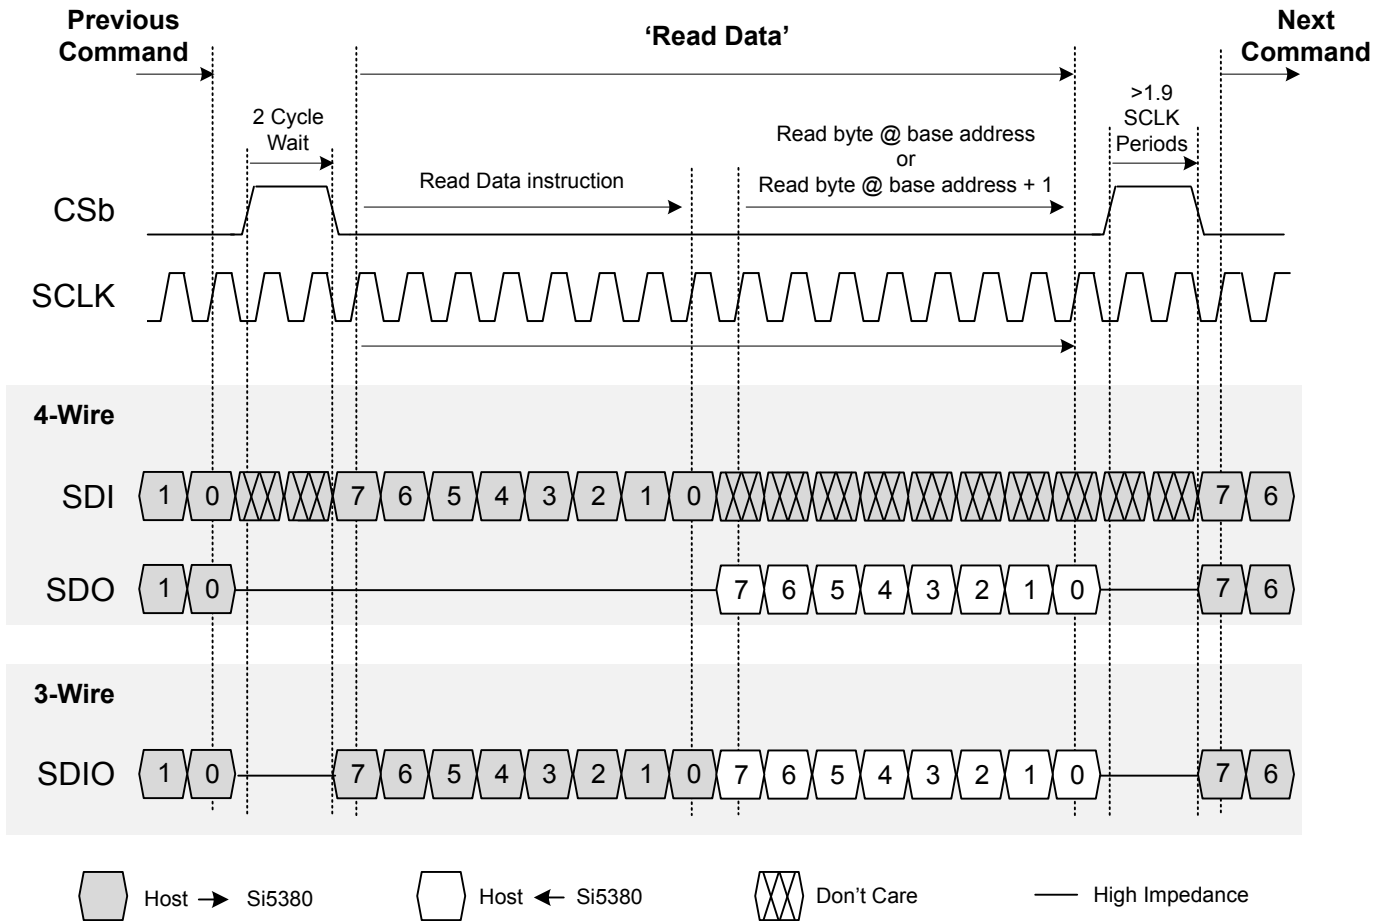 Previous
Command
'Read Data'
Next
Command
2 Cycle
Wait
>1.9
SCLK
Periods
Read Data instruction
Read byte @ base address
or
Read byte @ base address + 1
CSb
SCLK
4-Wire
SDI 1 0 7 6 5 4 3 2 1 0 7 6
SDO 1 0 7 6 5 4 3 2 1 0 7 6
3-Wire
SDIO 1 0 7 6 5 4 3 2 1 0 7 6 5 4 3 2 1 0 7 6
Host → Si5380
Host ← Si5380
Don't Care
High Impedance